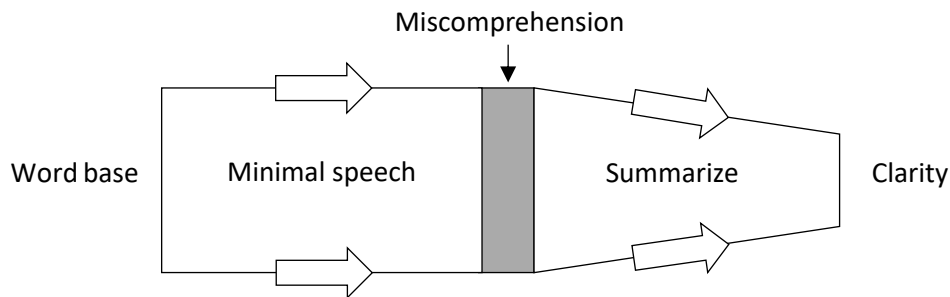 Miscomprehension
Word base
Minimal speech
Summarize
Clarity